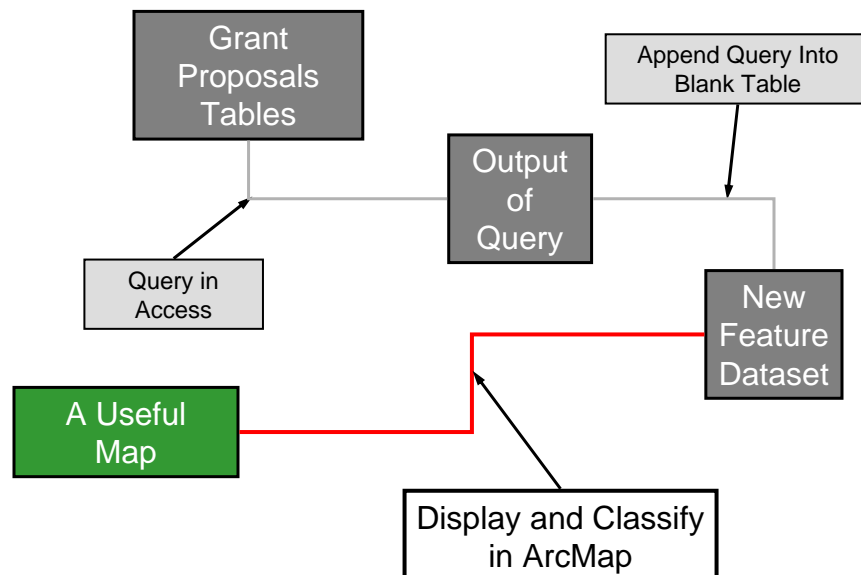 Grant
Proposals
Tables
Append Query Into
Blank Table
Output
of
Query
Query in
Access
New
Feature
Dataset
A Useful
Map
Display and Classify
in ArcMap